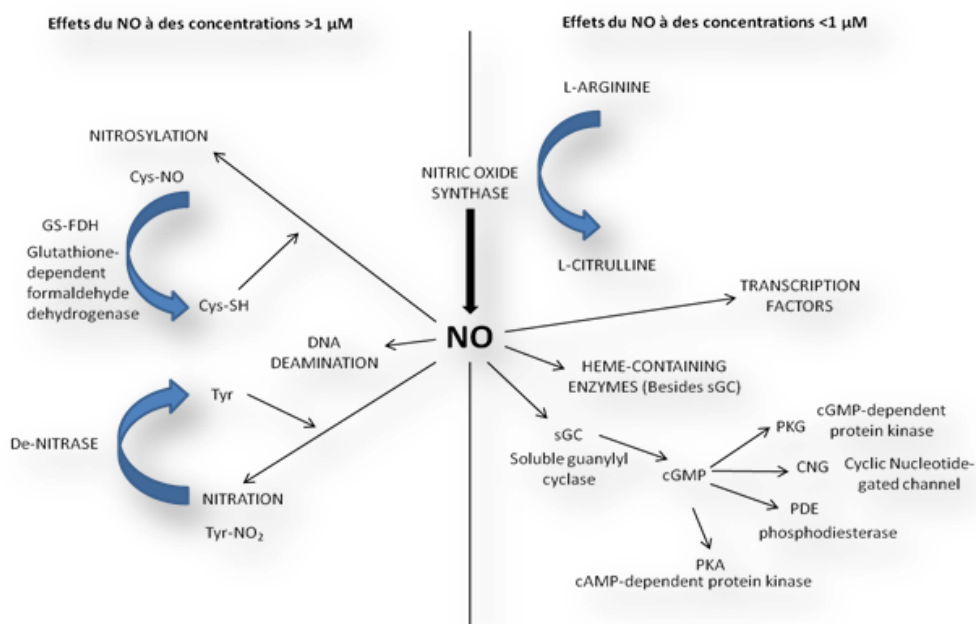 Effets du NO à des concentrations >1 µM
Effets du NO à des concentrations <1 µM
L-ARGININE
NITROSYLATION
Cys-NO
NITRIC OXIDE
SYNTHASE
GS-FDH
Glutathione-
dependent
formaldehyde
dehydrogenase
Cys-SH
L-CITRULLINE
TRANSCRIPTION
FACTORS
NO
DNA
DEAMINATION
HEME-CONTAINING
ENZYMES (Besides sGC)
Tyr
De-NITRASE
NITRATION
Tyr-NO₂
sGC
Soluble guanylyl
cyclase
cGMP
PKG
cGMP-dependent
protein kinase
CNG
Cyclic Nucleotide-
gated channel
PDE
phosphodiesterase
PKA
cAMP-dependent protein kinase